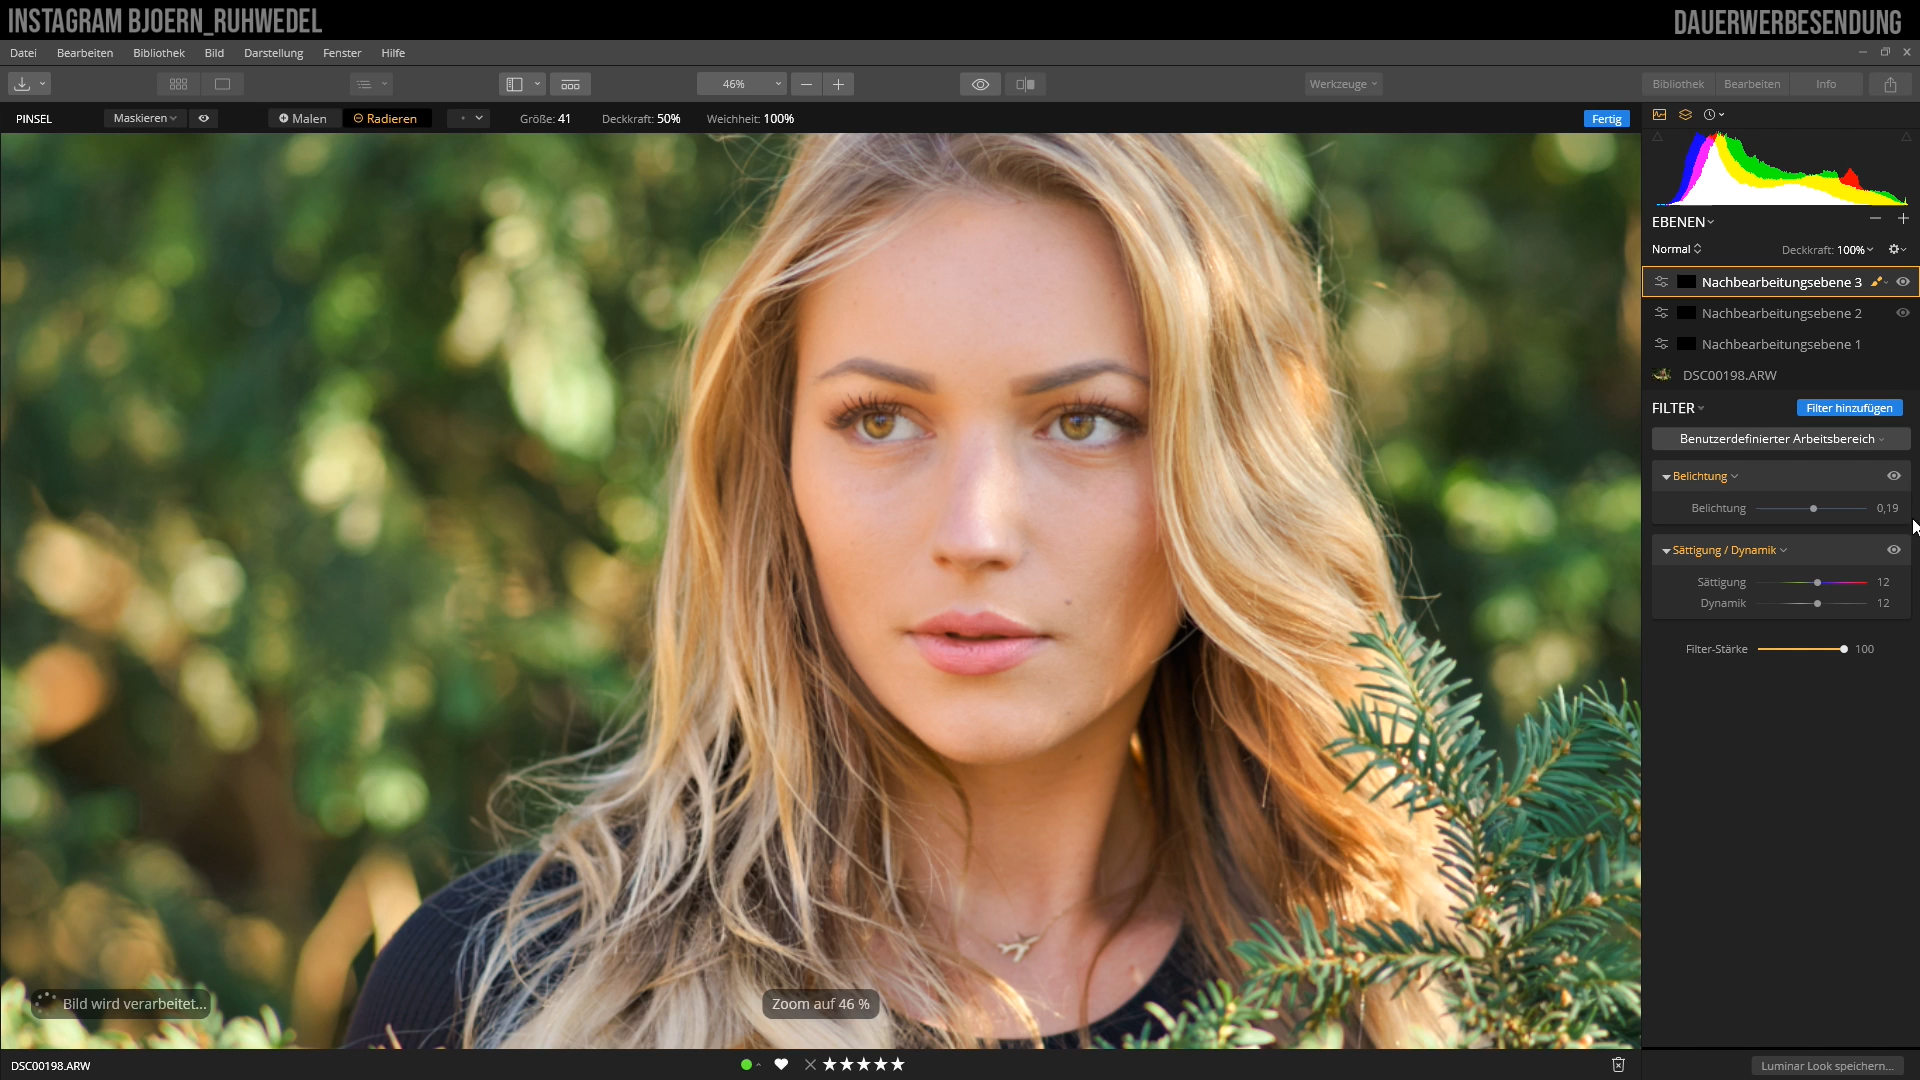 INSTAGRAM BJOERN_RUHWEDEL
DAUERWERBESENDUNG
Datei Bearbeiten Bibliothek Bild Darstellung Fenster Hilfe
46% Werkzeuge Bibliothek Bearbeiten Info
PINSEL Maskieren Malen Radieren Größe: 41 Deckkraft: 50% Weichheit: 100% Fertig
EBENEN
Normal Deckkraft: 100%
Nachbearbeitungsebene 3
Nachbearbeitungsebene 2
Nachbearbeitungsebene 1
DSC00198.ARW
FILTER Filter hinzufügen
Benutzerdefinierter Arbeitsbereich
Belichtung
Belichtung 0,19
Sättigung / Dynamik
Sättigung 12
Dynamik 12
Filter-Stärke 100
Bild wird verarbeitet...
Zoom auf 46 %
DSC00198.ARW
Luminar Look speichern...